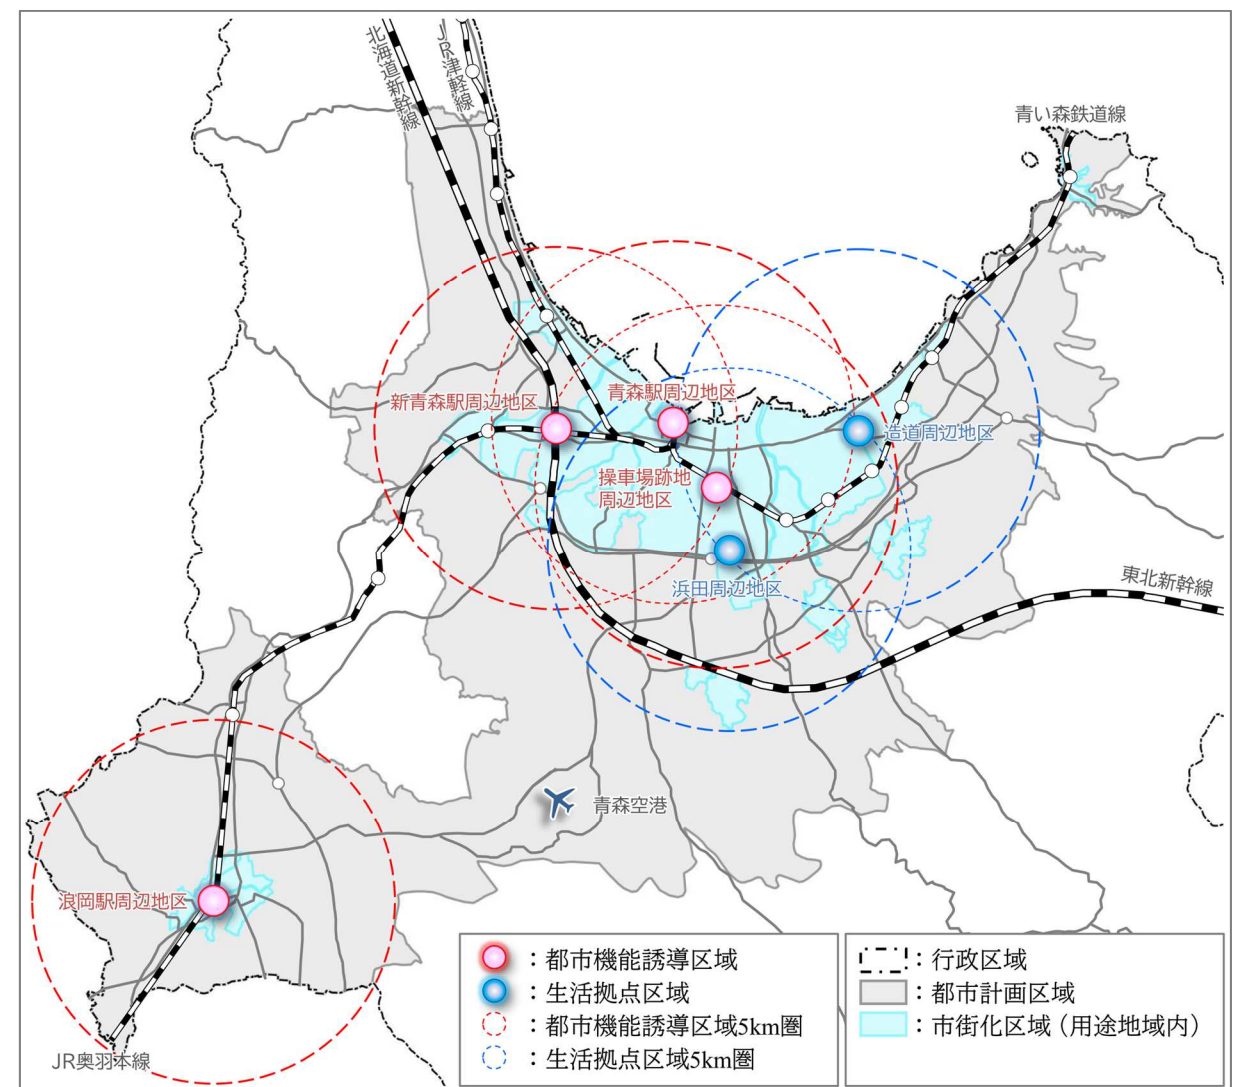 北海道新幹線
JR津軽線
青い森鉄道線
新青森駅周辺地区
青森駅周辺地区
造道周辺地区
操車場跡地
周辺地区
浜田周辺地区
東北新幹線
青森空港
浪岡駅周辺地区
JR奥羽本線
：都市機能誘導区域
：生活拠点区域
：都市機能誘導区域5km圏
：生活拠点区域5km圏
：行政区域
：都市計画区域
：市街化区域（用途地域内）